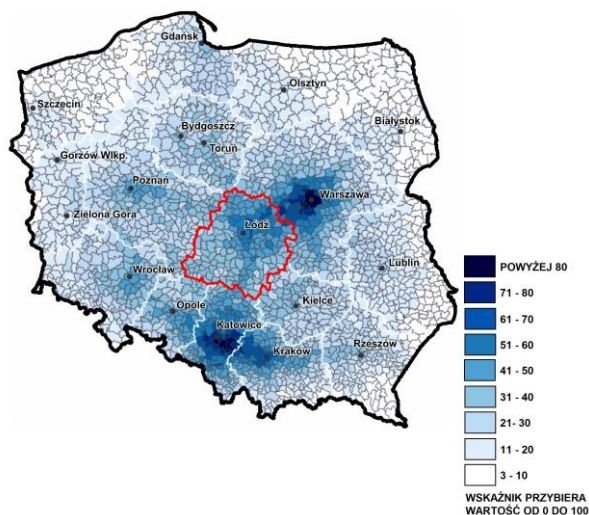 Gdańsk
Olsztyn
Szczecin
Białystok
Bydgoszcz
Toruń
Gorzów Wlkp.
Poznań
Warszawa
Zielona Góra
Łódź
Wrocław
Lublin
Opole
Kielce
Katowice
Kraków
Rzeszów
POWYŻEJ 80
71 - 80
61 - 70
51 - 60
41 - 50
31 - 40
21- 30
11 - 20
3 - 10
WSKAŹNIK PRZYBIERA
WARTOŚĆ OD 0 DO 100